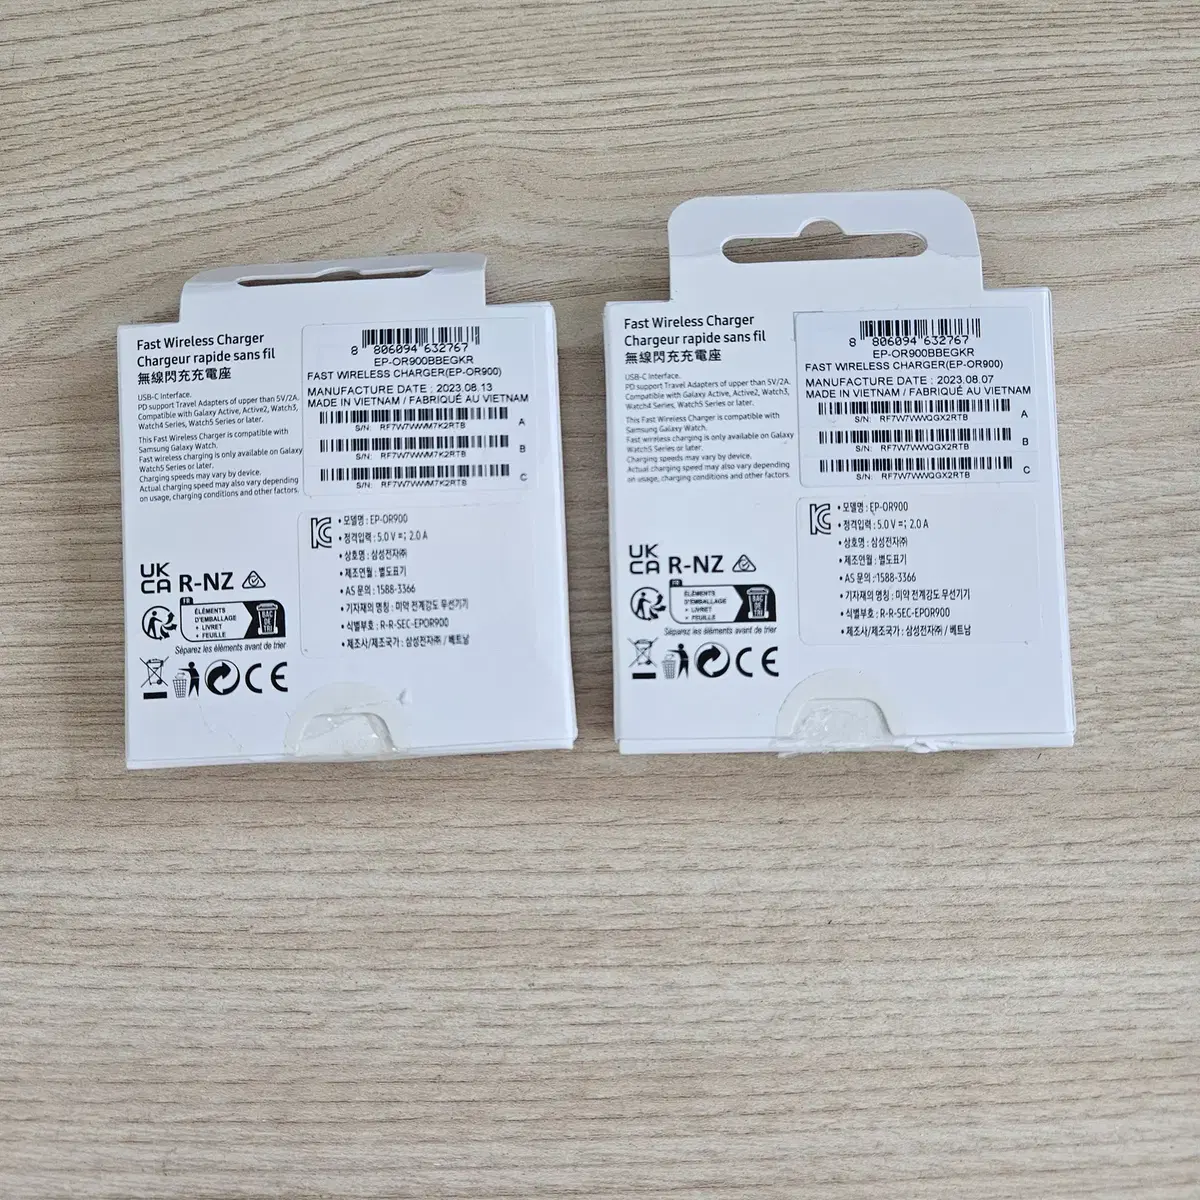 Fast Wireless Charger
Chargeur rapide sans fil
無線閃充充電座
USB-C Interface.
PD support Travel Adapters of upper than 5V/2A.
Compatible with Galaxy Active, Active2, Watch3,
Watch4 Series, Watch5 Series or later.
This Fast Wireless Charger is compatible with
Samsung Galaxy Watch.
Fast wireless charging is only available on Galaxy
Watch5 Series or later.
Charging speeds may vary by device.
Actual charging speed may also vary depending
on usage, charging conditions and other factors.
8 806094 632767
EP-OR900BBEGKR
FAST WIRELESS CHARGER(EP-OR900)
MANUFACTURE DATE : 2023.08.13
MADE IN VIETNAM / FABRIQUÉ AU VIETNAM
A
S/N: RF7W7WWM7K2RTB
B
S/N: RF7W7WWM7K2RTB
C
S/N: RF7W7WWM7K2RTB
• 모델명 : EP-OR900
• 정격입력 : 5.0 V ⎓; 2.0 A
• 상호명 : 삼성전자㈜
• 제조연월 : 별도표기
• AS 문의 : 1588-3366
• 기자재의 명칭 : 미약 전계강도 무선기기
• 식별부호 : R-R-SEC-EPOR900
• 제조사/제조국가 : 삼성전자㈜ / 베트남
UK
CA R-NZ
FR
ÉLÉMENTS
D'EMBALLAGE
+ LIVRET
+ FEUILLE
BAC
DE TRI
Séparez les éléments avant de trier
CE
Fast Wireless Charger
Chargeur rapide sans fil
無線閃充充電座
USB-C Interface.
PD support Travel Adapters of upper than 5V/2A.
Compatible with Galaxy Active, Active2, Watch3,
Watch4 Series, Watch5 Series or later.
This Fast Wireless Charger is compatible with
Samsung Galaxy Watch.
Fast wireless charging is only available on Galaxy
Watch5 Series or later.
Charging speeds may vary by device.
Actual charging speed may also vary depending
on usage, charging conditions and other factors.
8 806094 632767
EP-OR900BBEGKR
FAST WIRELESS CHARGER(EP-OR900)
MANUFACTURE DATE : 2023.08.07
MADE IN VIETNAM / FABRIQUÉ AU VIETNAM
A
S/N: RF7W7WWQGX2RTB
B
S/N: RF7W7WWQGX2RTB
C
S/N: RF7W7WWQGX2RTB
• 모델명 : EP-OR900
• 정격입력 : 5.0 V ⎓; 2.0 A
• 상호명 : 삼성전자㈜
• 제조연월 : 별도표기
• AS 문의 : 1588-3366
• 기자재의 명칭 : 미약 전계강도 무선기기
• 식별부호 : R-R-SEC-EPOR900
• 제조사/제조국가 : 삼성전자㈜ / 베트남
UK
CA R-NZ
FR
ÉLÉMENTS
D'EMBALLAGE
+ LIVRET
+ FEUILLE
BAC
DE TRI
Séparez les éléments avant de trier
CE